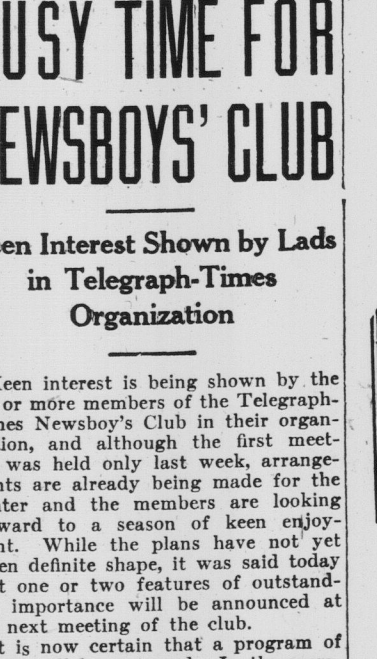 USY TIME FOR
EWSBOYS' CLUB
een Interest Shown by Lads
in Telegraph-Times
Organization
Keen interest is being shown by the
or more members of the Telegraph-
mes Newsboy's Club in their organ-
ion, and although the first meet-
was held only last week, arrange-
nts are already being made for the
ter and the members are looking
ward to a season of keen enjoy-
nt. While the plans have not yet
en definite shape, it was said today
t one or two features of outstand-
importance will be announced at
next meeting of the club.
t is now certain that a program of